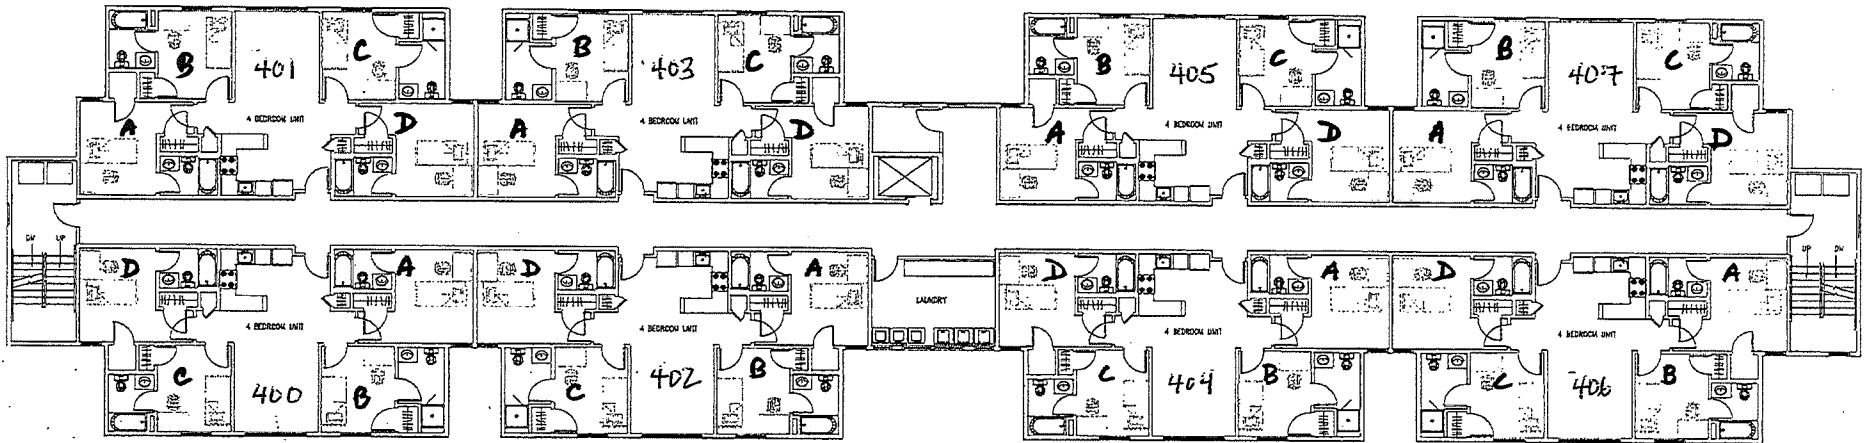 B 401 C
B 403 C
B 405 C
B 407 C
A 4 BEDROOM UNIT D
A 4 BEDROOM UNIT D
A 4 BEDROOM UNIT D
A 4 BEDROOM UNIT D
DN UP
UP DN
D A
D A
D A
D A
LAUNDRY
4 BEDROOM UNIT
4 BEDROOM UNIT
4 BEDROOM UNIT
4 BEDROOM UNIT
C 400 B
C 402 B
C 404 B
C 406 B